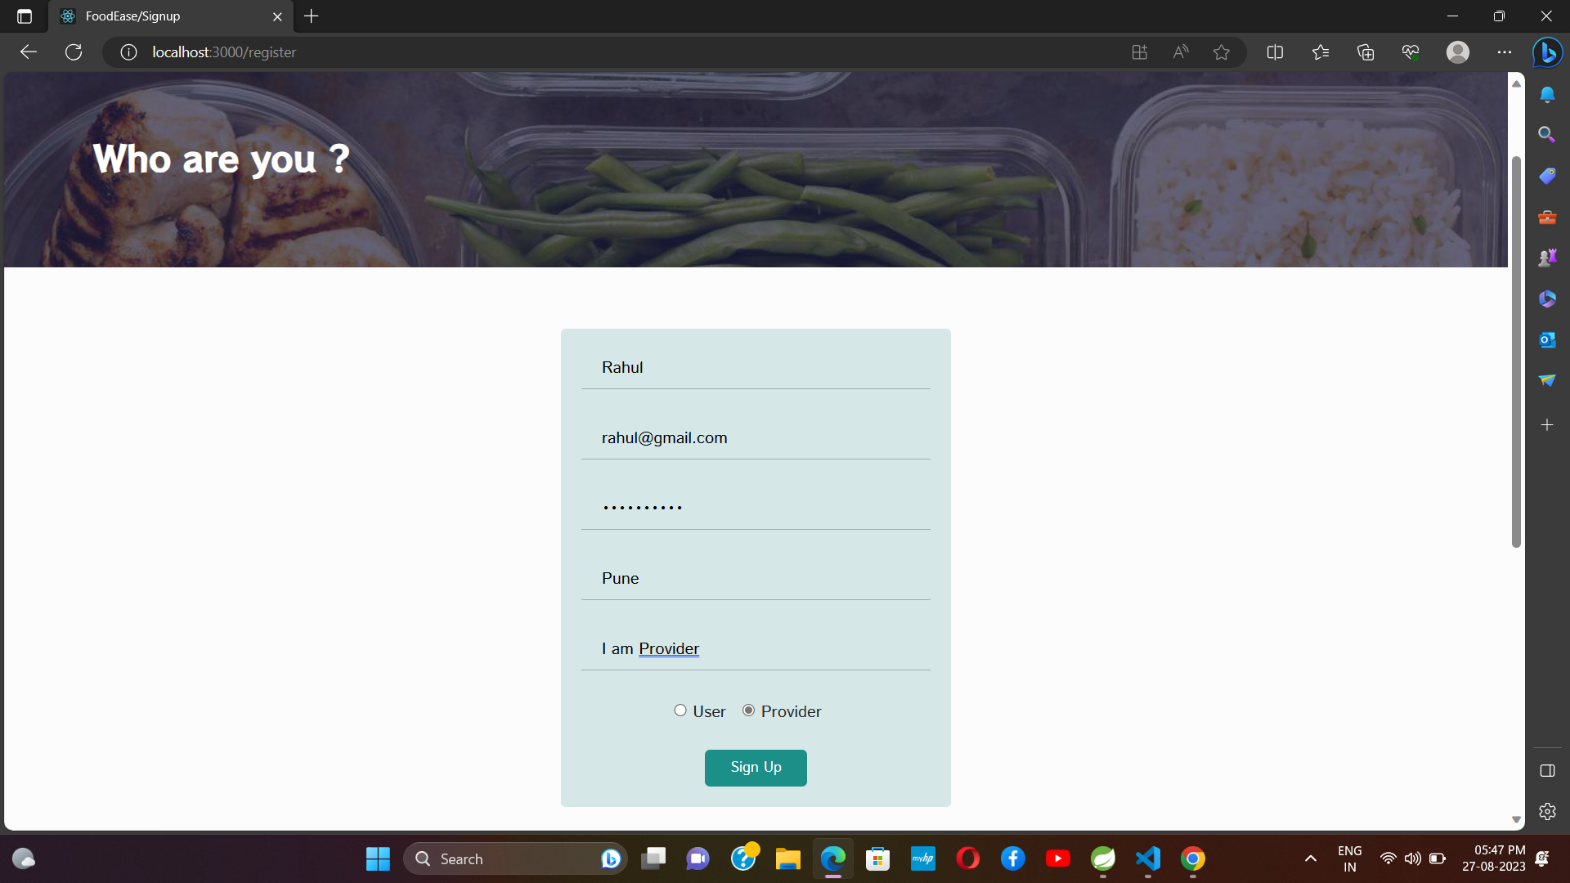 FoodEase/Signup
localhost:3000/register
Who are you ?
Rahul
rahul@gmail.com
••••••••••
Pune
I am Provider
User Provider
Sign Up
Search
myhp
ENG
IN
05:47 PM
27-08-2023